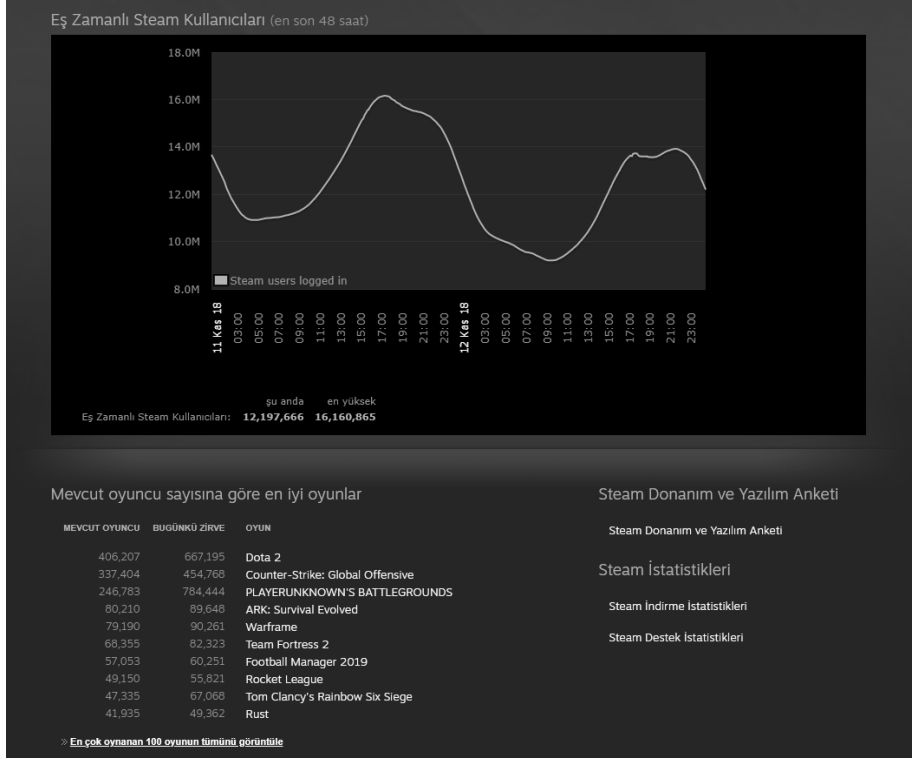 Eş Zamanlı Steam Kullanıcıları (en son 48 saat)
18.0M
16.0M
14.0M
12.0M
10.0M
8.0M
Steam users logged in
11 Kas 18 03:00 05:00 07:00 09:00 11:00 13:00 15:00 17:00 19:00 21:00 23:00 12 Kas 18 03:00 05:00 07:00 09:00 11:00 13:00 15:00 17:00 19:00 21:00 23:00
şu anda en yüksek
Eş Zamanlı Steam Kullanıcıları: 12,197,666 16,160,865
Mevcut oyuncu sayısına göre en iyi oyunlar
MEVCUT OYUNCU BUGÜNKÜ ZİRVE OYUN
406,207 667,195 Dota 2
337,404 454,768 Counter-Strike: Global Offensive
246,783 784,444 PLAYERUNKNOWN'S BATTLEGROUNDS
80,210 89,648 ARK: Survival Evolved
79,190 90,261 Warframe
68,355 82,323 Team Fortress 2
57,053 60,251 Football Manager 2019
49,150 55,821 Rocket League
47,335 67,068 Tom Clancy's Rainbow Six Siege
41,935 49,362 Rust
» En çok oynanan 100 oyunun tümünü görüntüle
Steam Donanım ve Yazılım Anketi
Steam Donanım ve Yazılım Anketi
Steam İstatistikleri
Steam İndirme İstatistikleri
Steam Destek İstatistikleri